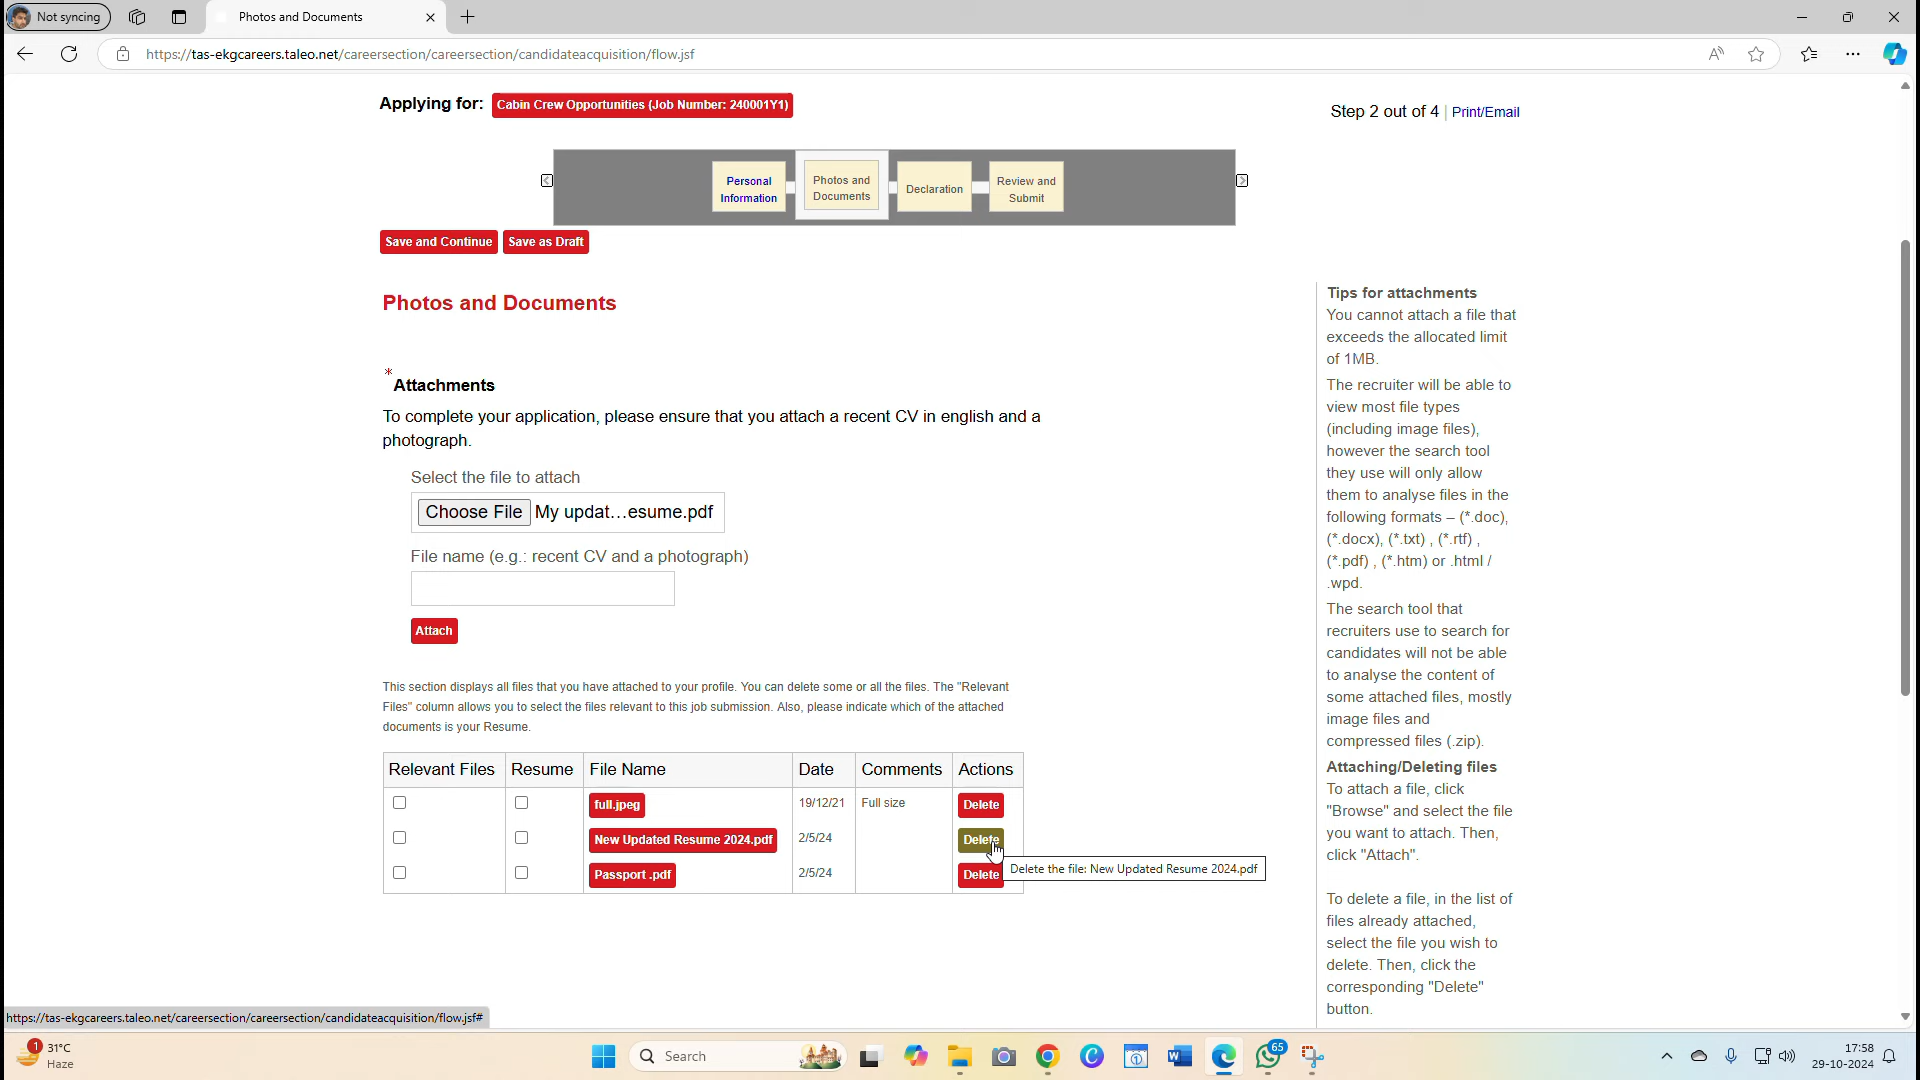 Not syncing
Photos and Documents
https://tas-ekgcareers.taleo.net/careersection/careersection/candidateacquisition/flow.jsf
Applying for: Cabin Crew Opportunities (Job Number: 240001Y1)
Step 2 out of 4 | Print/Email
Personal
Information
Photos and
Documents
Declaration
Review and
Submit
Save and Continue Save as Draft
Photos and Documents
*
Attachments
To complete your application, please ensure that you attach a recent CV in english and a
photograph.
Select the file to attach
Choose File My updat...esume.pdf
File name (e.g.: recent CV and a photograph)
Attach
This section displays all files that you have attached to your profile. You can delete some or all the files. The "Relevant
Files" column allows you to select the files relevant to this job submission. Also, please indicate which of the attached
documents is your Resume.
Relevant Files Resume File Name Date Comments Actions
full.jpeg 19/12/21 Full size Delete
New Updated Resume 2024.pdf 2/5/24 Delete
Passport .pdf 2/5/24 Delete
Delete the file: New Updated Resume 2024.pdf
Tips for attachments
You cannot attach a file that
exceeds the allocated limit
of 1MB.
The recruiter will be able to
view most file types
(including image files),
however the search tool
they use will only allow
them to analyse files in the
following formats – (*.doc),
(*.docx), (*.txt) , (*.rtf) ,
(*.pdf) , (*.htm) or .html /
.wpd.
The search tool that
recruiters use to search for
candidates will not be able
to analyse the content of
some attached files, mostly
image files and
compressed files (.zip).
Attaching/Deleting files
To attach a file, click
"Browse" and select the file
you want to attach. Then,
click "Attach".
To delete a file, in the list of
files already attached,
select the file you wish to
delete. Then, click the
corresponding "Delete"
button.
https://tas-ekgcareers.taleo.net/careersection/careersection/candidateacquisition/flow.jsf#
1
31°C
Haze
Search
65
17:58
29-10-2024